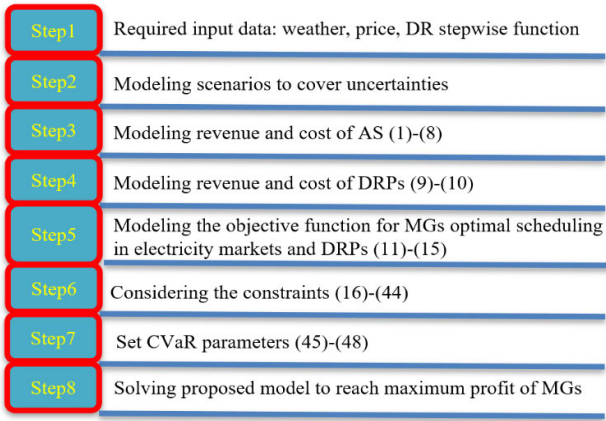 Step1 Required input data: weather, price, DR stepwise function
Step2 Modeling scenarios to cover uncertainties
Step3 Modeling revenue and cost of AS (1)-(8)
Step4 Modeling revenue and cost of DRPs (9)-(10)
Step5 Modeling the objective function for MGs optimal scheduling
in electricity markets and DRPs (11)-(15)
Step6 Considering the constraints (16)-(44)
Step7 Set CVaR parameters (45)-(48)
Step8 Solving proposed model to reach maximum profit of MGs